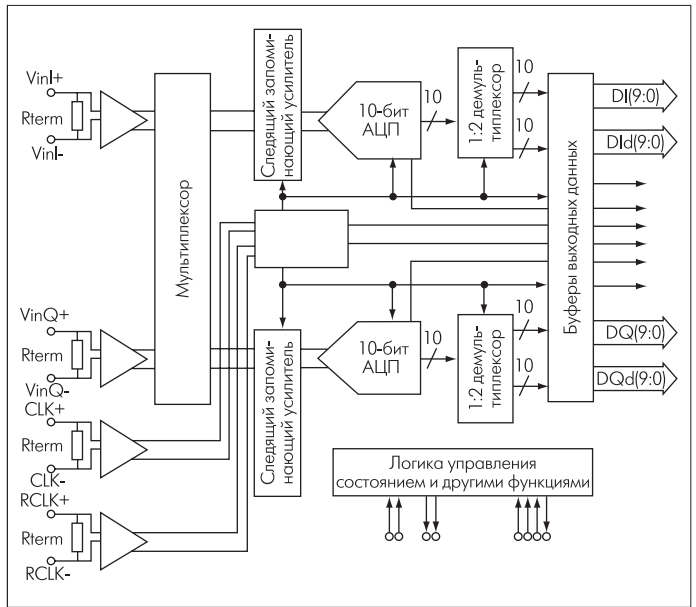 VinI+
Rterm
VinI-
Мультиплексор
Следящий запоми-
нающий усилитель
10-бит
АЦП
10
1:2 демуль-
типлексор
10
10
Буферы выходных данных
DI(9:0)
DId(9:0)
VinQ+
Rterm
VinQ-
CLK+
Rterm
CLK-
RCLK+
Rterm
RCLK-
Следящий запоми-
нающий усилитель
10-бит
АЦП
10
1:2 демуль-
типлексор
10
10
DQ(9:0)
DQd(9:0)
Логика управления
состоянием и другими функциями